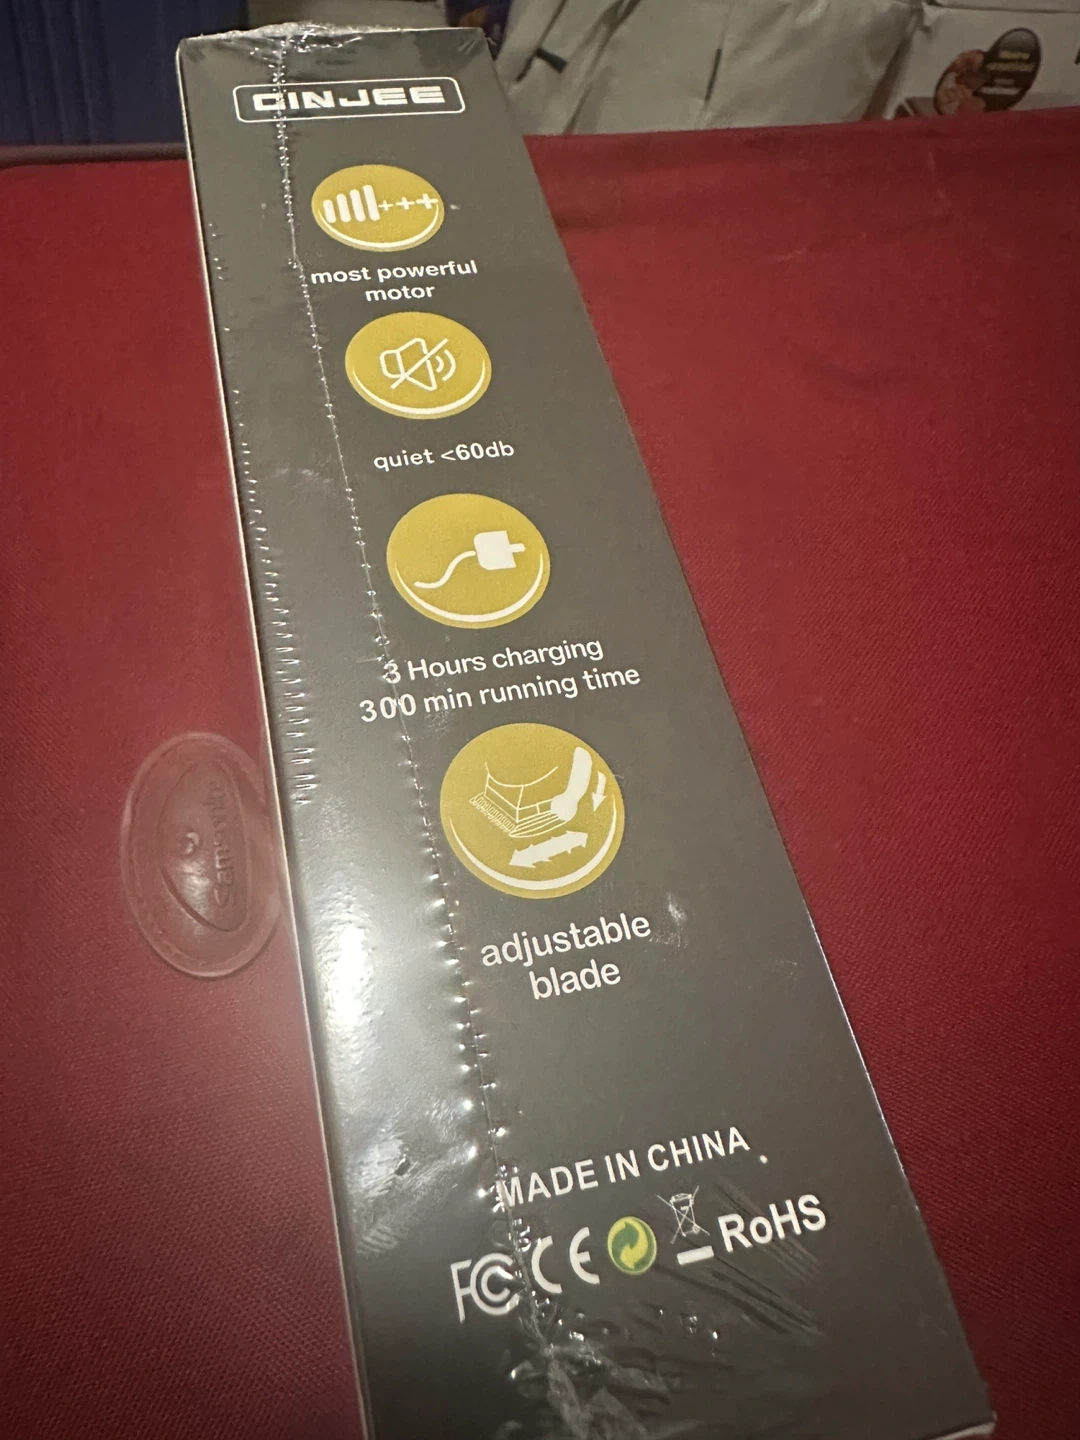 CINJEE
most powerful
motor
quiet <60db
3 Hours charging
300 min running time
adjustable
blade
MADE IN CHINA
FC CE RoHS